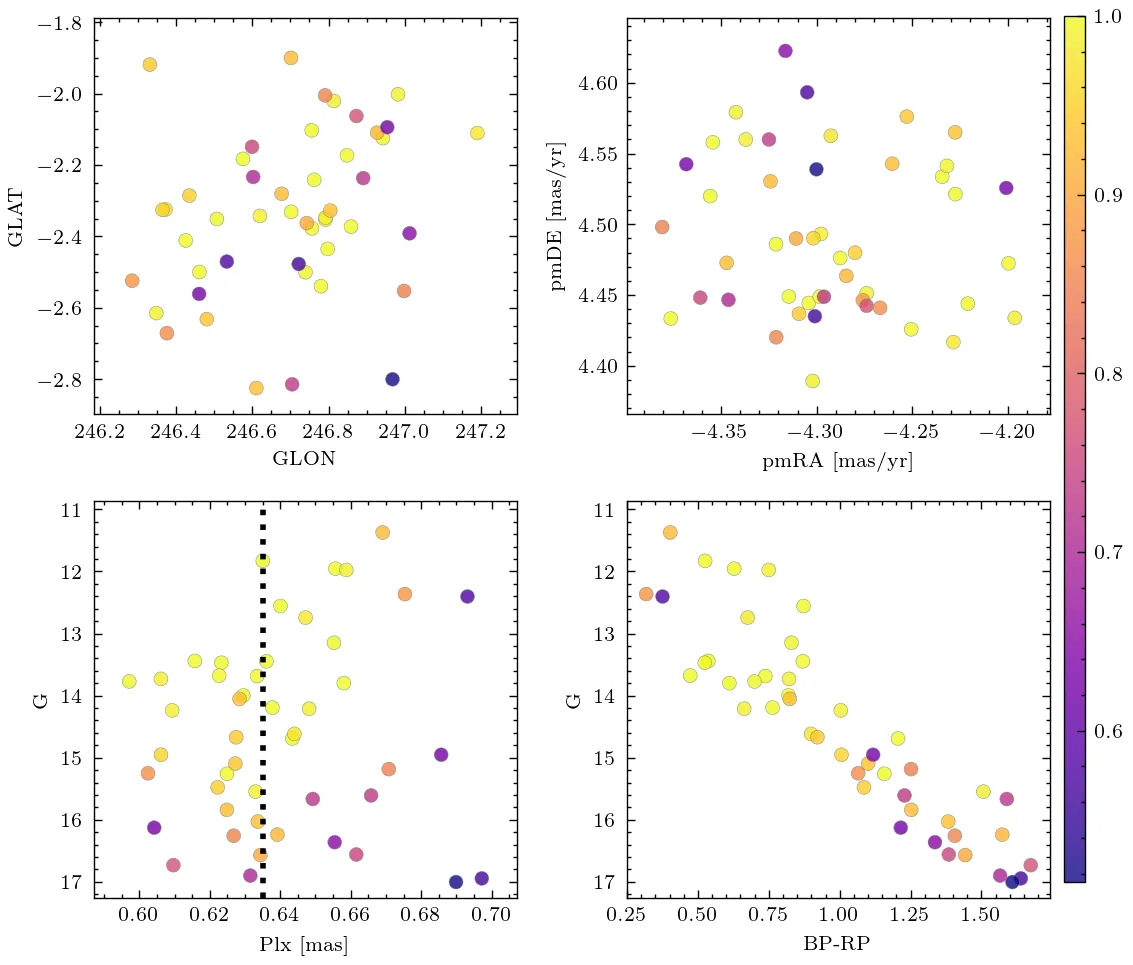 −1.8
−2.0
−2.2
−2.4
−2.6
−2.8
GLAT
246.2 246.4 246.6 246.8 247.0 247.2
GLON
4.60
4.55
4.50
4.45
4.40
pmDE [mas/yr]
−4.35 −4.30 −4.25 −4.20
pmRA [mas/yr]
11
12
13
14
15
16
17
G
0.60 0.62 0.64 0.66 0.68 0.70
Plx [mas]
11
12
13
14
15
16
17
G
0.25 0.50 0.75 1.00 1.25 1.50
BP-RP
1.0
0.9
0.8
0.7
0.6